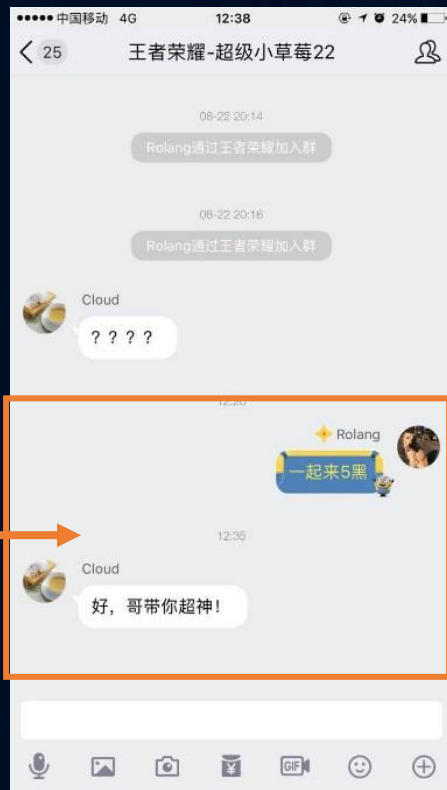 中国移动 4G 12:38 24%
25 王者荣耀-超级小草莓22
08-22 20:14
Rolang通过王者荣耀加入群
08-22 20:16
Rolang通过王者荣耀加入群
Cloud
？？？？
Rolang
一起来5黑
12:35
Cloud
好，哥带你超神！
GIF